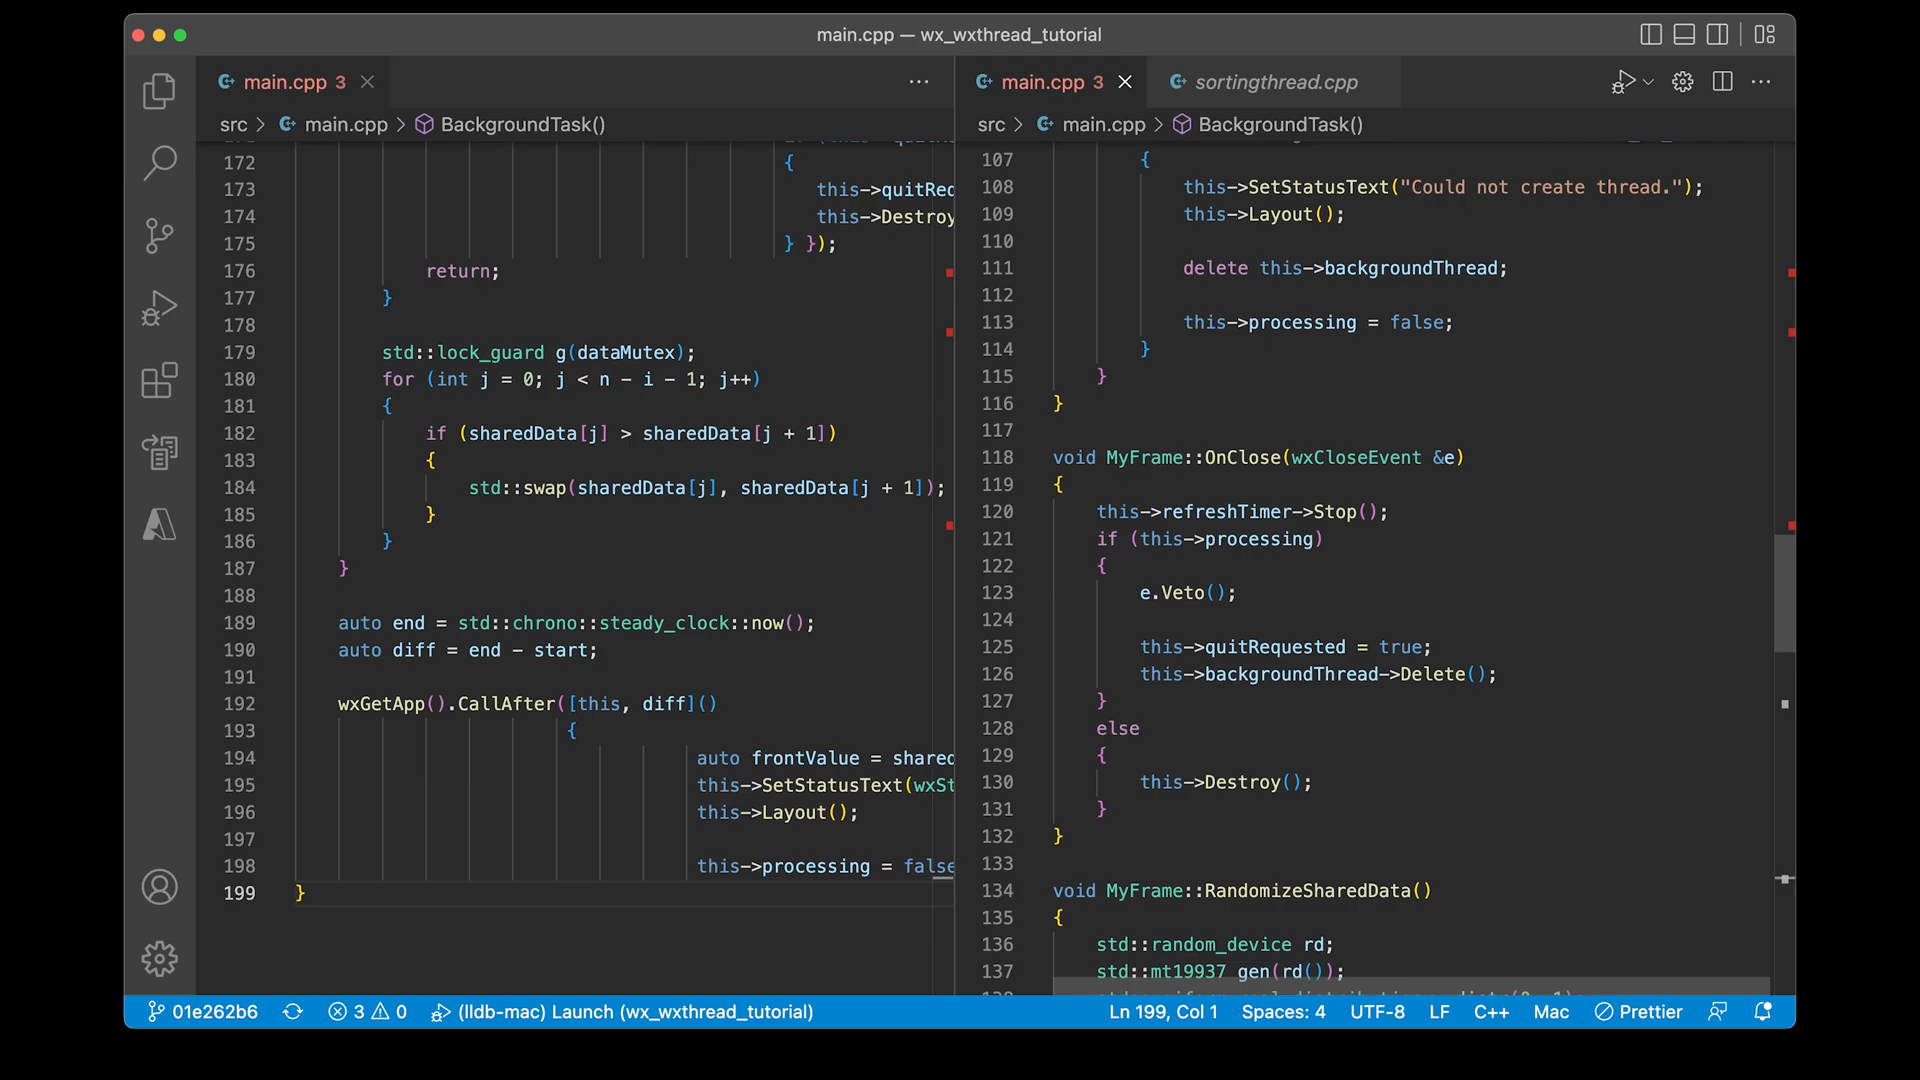 main.cpp — wx_wxthread_tutorial
main.cpp 3
src > main.cpp > BackgroundTask()
172 {
173 this->quitRec
174 this->Destroy
175 } });
176 return;
177 }
178
179 std::lock_guard g(dataMutex);
180 for (int j = 0; j < n - i - 1; j++)
181 {
182 if (sharedData[j] > sharedData[j + 1])
183 {
184 std::swap(sharedData[j], sharedData[j + 1]);
185 }
186 }
187 }
188
189 auto end = std::chrono::steady_clock::now();
190 auto diff = end - start;
191
192 wxGetApp().CallAfter([this, diff]()
193 {
194 auto frontValue = shared
195 this->SetStatusText(wxSt
196 this->Layout();
197
198 this->processing = false
199 }
main.cpp 3 sortingthread.cpp
src > main.cpp > BackgroundTask()
107 {
108 this->SetStatusText("Could not create thread.");
109 this->Layout();
110
111 delete this->backgroundThread;
112
113 this->processing = false;
114 }
115 }
116 }
117
118 void MyFrame::OnClose(wxCloseEvent &e)
119 {
120 this->refreshTimer->Stop();
121 if (this->processing)
122 {
123 e.Veto();
124
125 this->quitRequested = true;
126 this->backgroundThread->Delete();
127 }
128 else
129 {
130 this->Destroy();
131 }
132 }
133
134 void MyFrame::RandomizeSharedData()
135 {
136 std::random_device rd;
137 std::mt19937 gen(rd());
01e262b6 3 0 (lldb-mac) Launch (wx_wxthread_tutorial) Ln 199, Col 1 Spaces: 4 UTF-8 LF C++ Mac Prettier